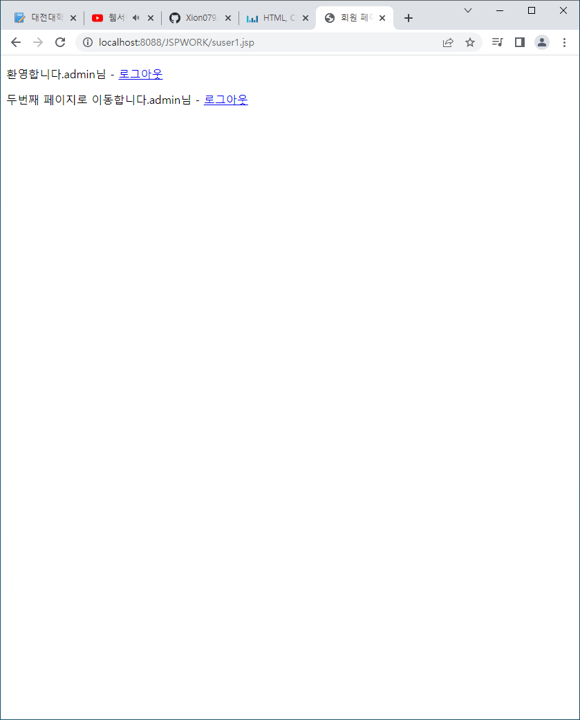 대전대학
웹서
Xion079
HTML, C
회원 페이
localhost:8088/JSPWORK/suser1.jsp
환영합니다.admin님 - 로그아웃
두번째 페이지로 이동합니다.admin님 - 로그아웃